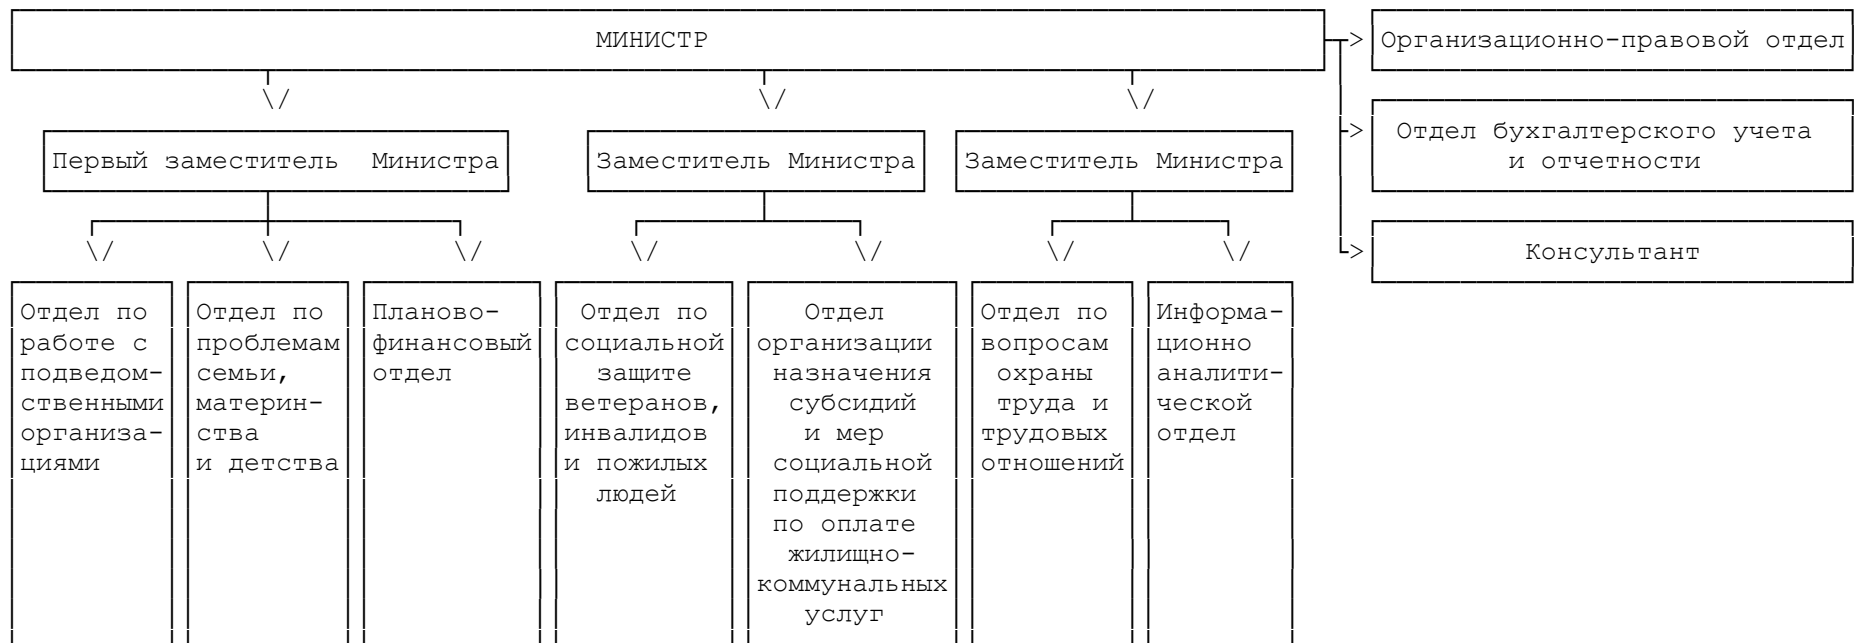 МИНИСТР
Организационно-правовой отдел
Отдел бухгалтерского учета
и отчетности
Консультант
Первый заместитель Министра
Заместитель Министра
Заместитель Министра
Отдел по
работе с
подведом-
ственными
организа-
циями
Отдел по
проблемам
семьи,
материн-
ства
и детства
Планово-
финансовый
отдел
Отдел по
социальной
защите
ветеранов,
инвалидов
и пожилых
людей
Отдел
организации
назначения
субсидий
и мер
социальной
поддержки
по оплате
жилищно-
коммунальных
услуг
Отдел по
вопросам
охраны
труда и
трудовых
отношений
Информа-
ционно
аналити-
ческой
отдел